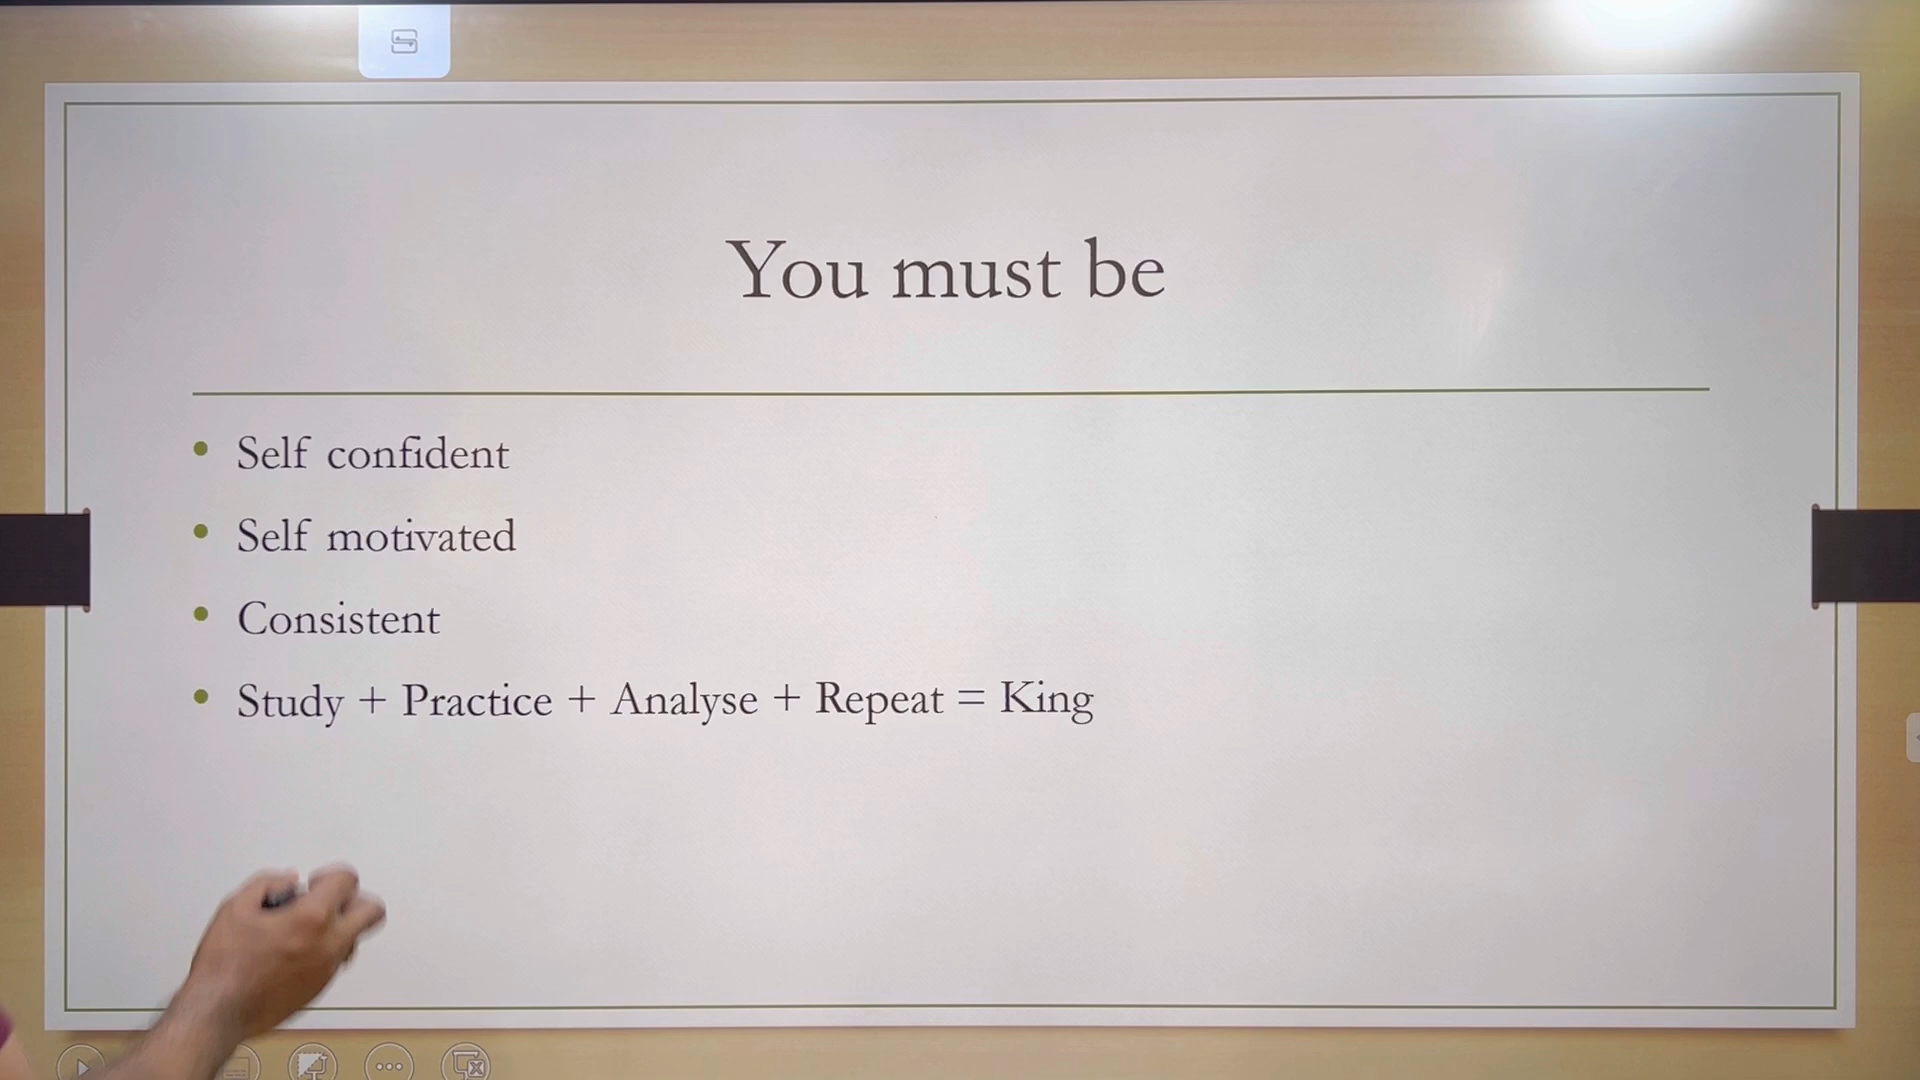 You must be
Self confident
Self motivated
Consistent
Study + Practice + Analyse + Repeat = King